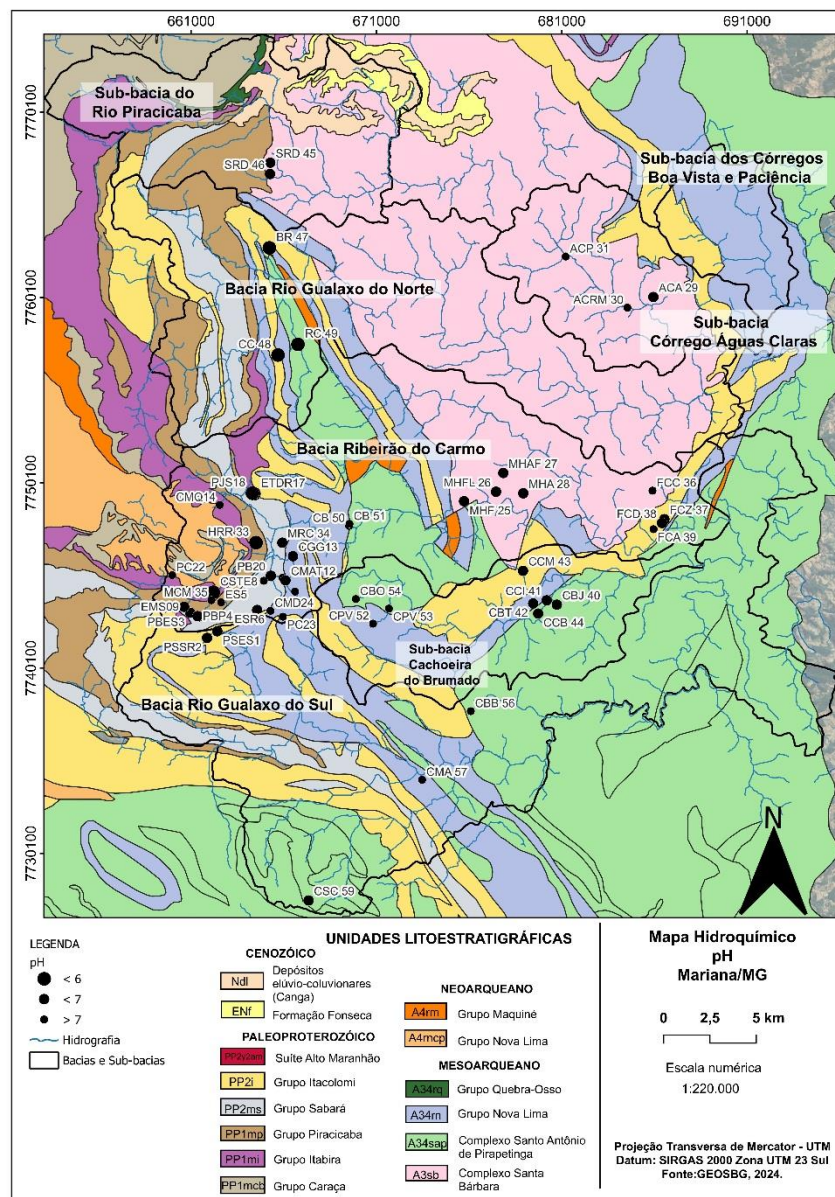 661000
671000
681000
691000
7770100
7760100
7750100
7740100
7730100
Sub-bacia do
Rio Piracicaba
SRD 45
SRD 46
Sub-bacia dos Córregos
Boa Vista e Paciência
BR 47
ACP 31
Bacia Rio Gualaxo do Norte
ACRM 30
ACA 29
RC 49
CC 48
Sub-bacia
Córrego Águas Claras
Bacia Ribeirão do Carmo
PJS18
ETDR17
MHAF 27
CMQ14
MHFL 26
MHA 28
FCC 36
CB 50
CB 51
MHF 25
FCD 38
FCZ 37
HRR 33
MRC 34
FCA 39
CGG13
PC22
PB20
CCM 43
CSTE8
CMAT12
MCM 35
ES5
CBO 54
CCI 41
CBJ 40
EMS09
CMD24
PBES3
PBP4
ESR6
CPV 52
CPV 53
CBT 42
CCB 44
PSSR21
PSES1
PC23
Sub-bacia
Cachoeira
do Brumado
Bacia Rio Gualaxo do Sul
CBB 56
CMA 57
N
CSC 59
LEGENDA
pH
< 6
< 7
> 7
Hidrografia
Bacias e Sub-bacias
UNIDADES LITOESTRATIGRÁFICAS
CENOZÓICO
Ndl
Depósitos
elúvio-coluvionares
(Canga)
ENf
Formação Fonseca
PALEOPROTEROZÓICO
Suíte Alto Maranhão
PP2i
Grupo Itacolomi
PP2ms
Grupo Sabará
PP1mp
Grupo Piracicaba
PP1mi
Grupo Itabira
PP1mcb
Grupo Caraça
NEOARQUEANO
A4rm
Grupo Maquiné
A4mcp
Grupo Nova Lima
MESOARQUEANO
A34rq
Grupo Quebra-Osso
A34rn
Grupo Nova Lima
A34sap
Complexo Santo Antônio
de Pirapetinga
A3sb
Complexo Santa
Bárbara
Mapa Hidroquímico
pH
Mariana/MG
0 2,5 5 km
Escala numérica
1:220.000
Projeção Transversa de Mercator - UTM
Datum: SIRGAS 2000 Zona UTM 23 Sul
Fonte:GEOSBG, 2024.